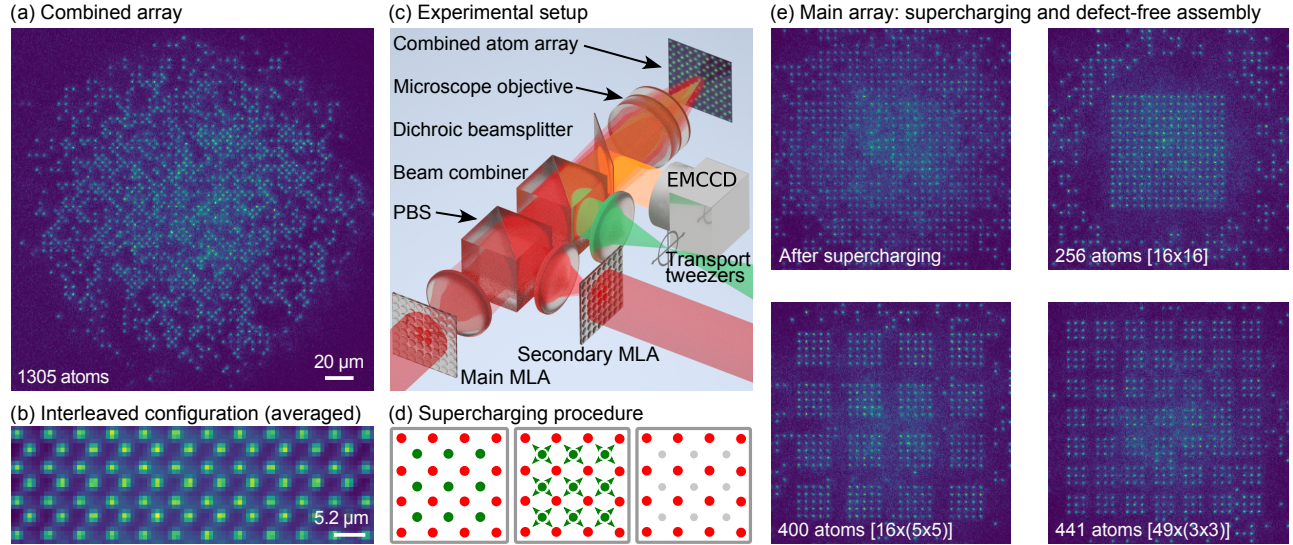 (a) Combined array
1305 atoms
20 µm
(b) Interleaved configuration (averaged)
5.2 µm
(c) Experimental setup
Combined atom array
Microscope objective
Dichroic beamsplitter
Beam combiner
PBS
EMCCD
Transport
tweezers
Secondary MLA
Main MLA
(d) Supercharging procedure
(e) Main array: supercharging and defect-free assembly
After supercharging
256 atoms [16x16]
400 atoms [16x(5x5)]
441 atoms [49x(3x3)]